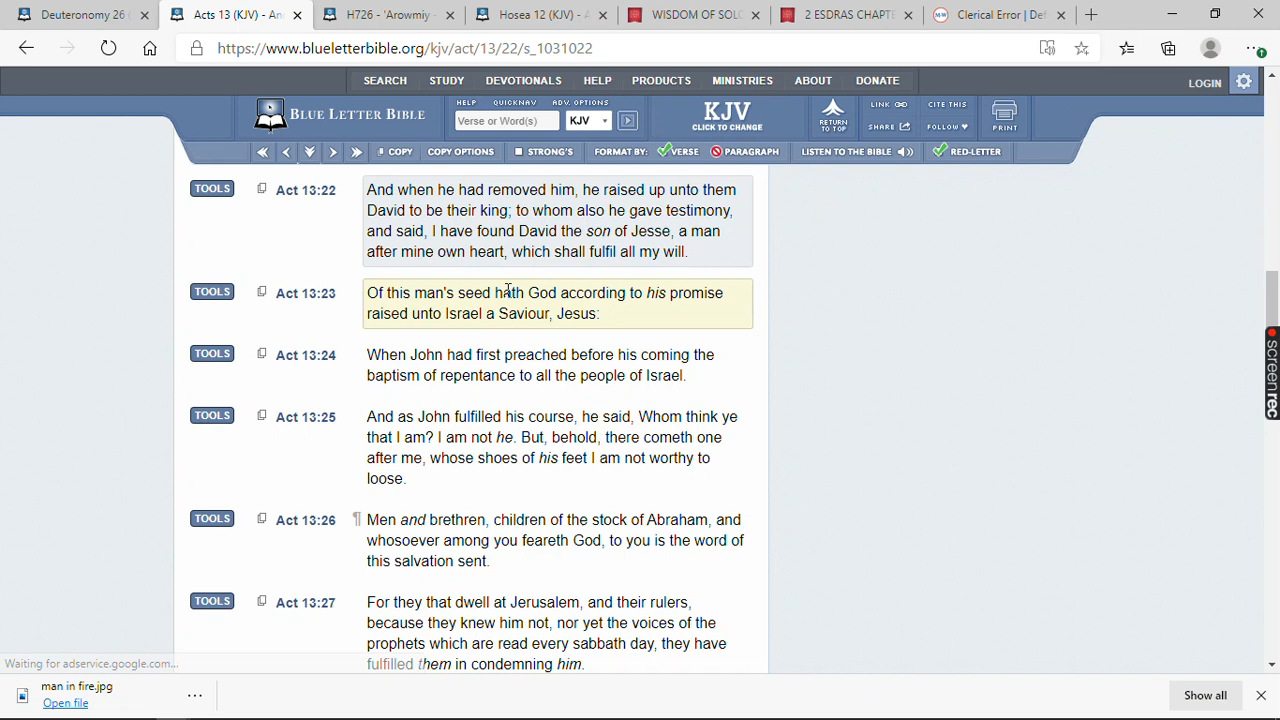 Deuteronomy 26
Acts 13 (KJV) - An
H726 - 'Arowmiy -
Hosea 12 (KJV) - A
WISDOM OF SOLO
2 ESDRAS CHAPTE
Clerical Error | Def
https://www.blueletterbible.org/kjv/act/13/22/s_1031022
SEARCH STUDY DEVOTIONALS HELP PRODUCTS MINISTRIES ABOUT DONATE LOGIN
BLUE LETTER BIBLE
HELP QUICKNAV ADV. OPTIONS
Verse or Word(s) KJV
KJV
CLICK TO CHANGE
RETURN
TO TOP
LINK CITE THIS
SHARE FOLLOW
PRINT
COPY COPY OPTIONS STRONG'S FORMAT BY: VERSE PARAGRAPH LISTEN TO THE BIBLE RED-LETTER
TOOLS Act 13:22 And when he had removed him, he raised up unto them
David to be their king; to whom also he gave testimony,
and said, I have found David the son of Jesse, a man
after mine own heart, which shall fulfil all my will.
TOOLS Act 13:23 Of this man's seed hath God according to his promise
raised unto Israel a Saviour, Jesus:
TOOLS Act 13:24 When John had first preached before his coming the
baptism of repentance to all the people of Israel.
TOOLS Act 13:25 And as John fulfilled his course, he said, Whom think ye
that I am? I am not he. But, behold, there cometh one
after me, whose shoes of his feet I am not worthy to
loose.
TOOLS Act 13:26 ¶ Men and brethren, children of the stock of Abraham, and
whosoever among you feareth God, to you is the word of
this salvation sent.
TOOLS Act 13:27 For they that dwell at Jerusalem, and their rulers,
because they knew him not, nor yet the voices of the
prophets which are read every sabbath day, they have
fulfilled them in condemning him.
screenrec
Waiting for adservice.google.com...
man in fire.jpg
Open file
Show all